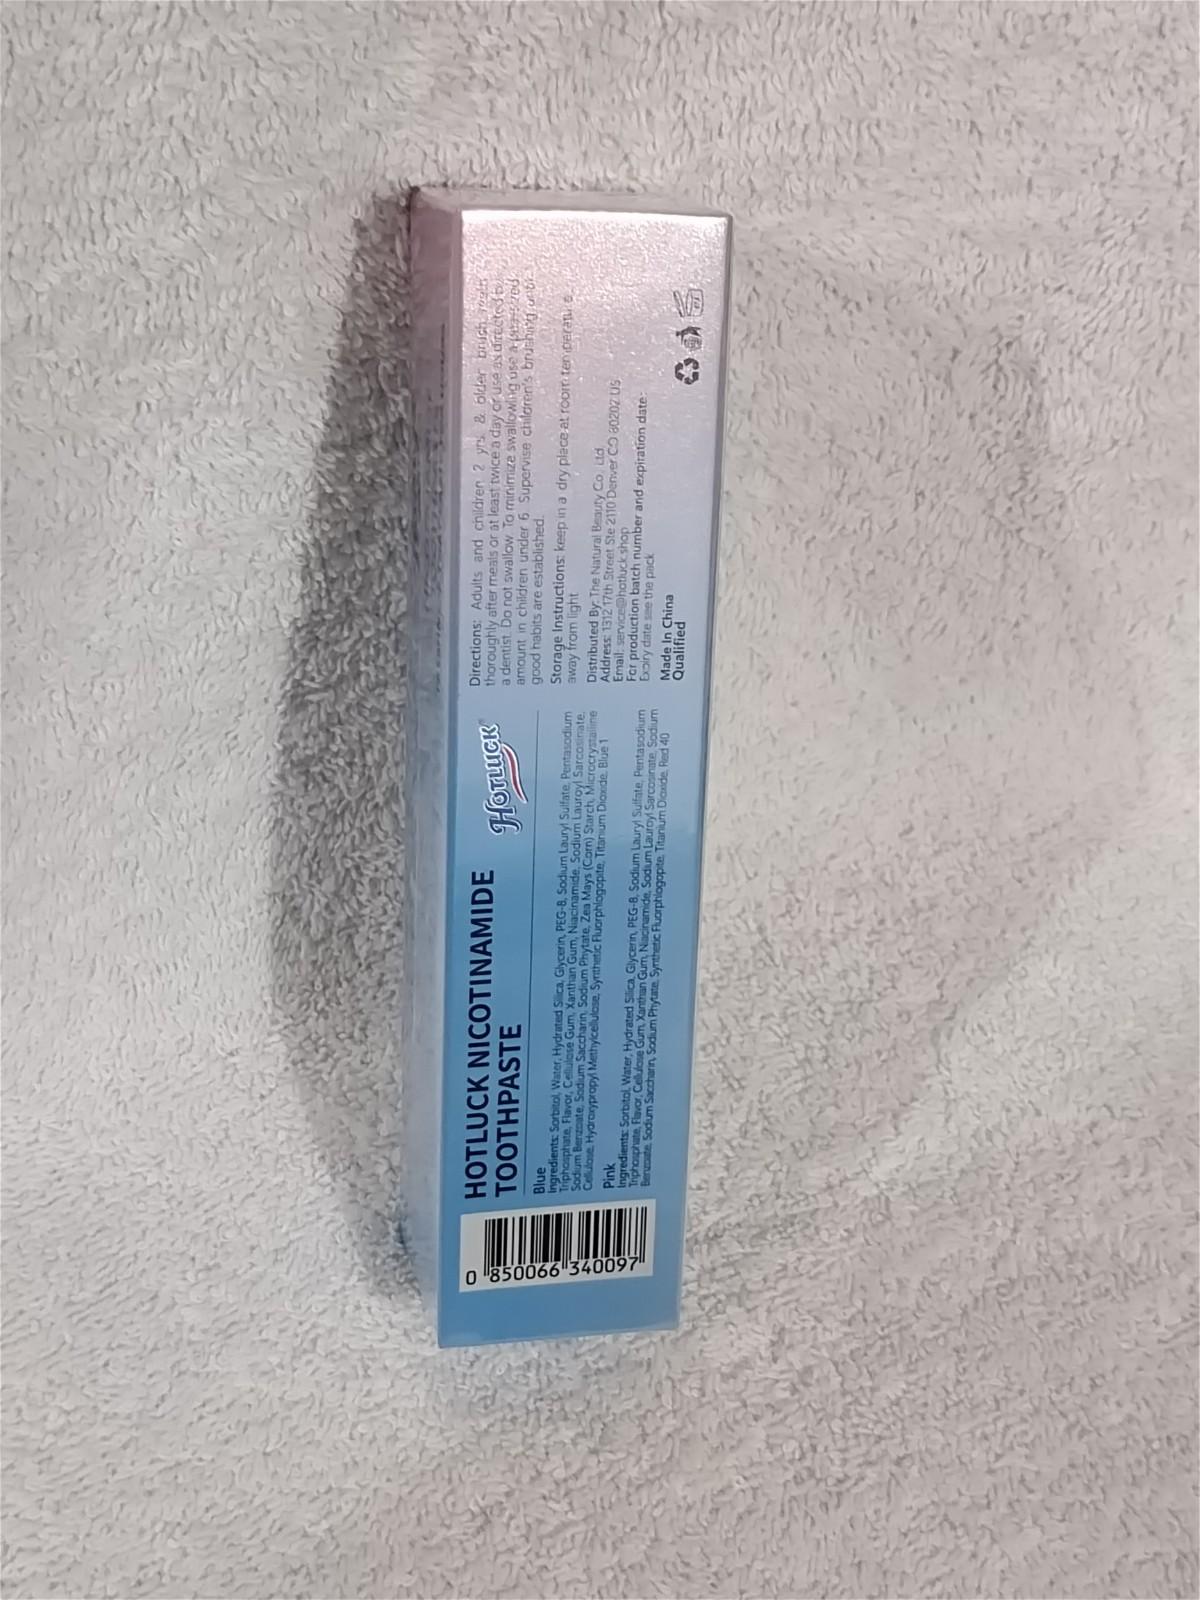 HOTLUCK NICOTINAMIDE
TOOTHPASTE
HOTLUCK
Blue
Ingredients: Sorbitol, Water, Hydrated Silica, Glycerin, PEG-8, Sodium Lauryl Sulfate, Pentasodium
Triphosphate, Flavor, Cellulose Gum, Xanthan Gum, Niacinamide, Sodium Lauroyl Sarcosinate,
Sodium Benzoate, Sodium Saccharin, Sodium Phytate, Zea Mays (Corn) Starch, Microcrystalline
Cellulose, Hydroxypropyl Methylcellulose, Synthetic Fluorphlogopite, Titanium Dioxide, Blue 1
Pink
Ingredients: Sorbitol, Water, Hydrated Silica, Glycerin, PEG-8, Sodium Lauryl Sulfate, Pentasodium
Triphosphate, Flavor, Cellulose Gum, Xanthan Gum, Niacinamide, Sodium Lauroyl Sarcosinate, Sodium
Benzoate, Sodium Saccharin, Sodium Phytate, Synthetic Fluorphlogopite, Titanium Dioxide, Red 40
0 850066 340097
Directions: Adults and children 2 yrs. & older brush teeth
thoroughly after meals or at least twice a day or use as directed by
a dentist. Do not swallow. To minimize swallowing use a pea-sized
amount in children under 6. Supervise children's brushing until
good habits are established.
Storage Instructions: keep in a dry place at room temperature,
away from light
Distributed By: The Natural Beauty Co., Ltd
Address: 1312 17th Street Ste 2110 Denver CO 80202 US
Email: service@hotluck.shop
For production batch number and expiration date:
Expiry date see the pack
Made In China
Qualified